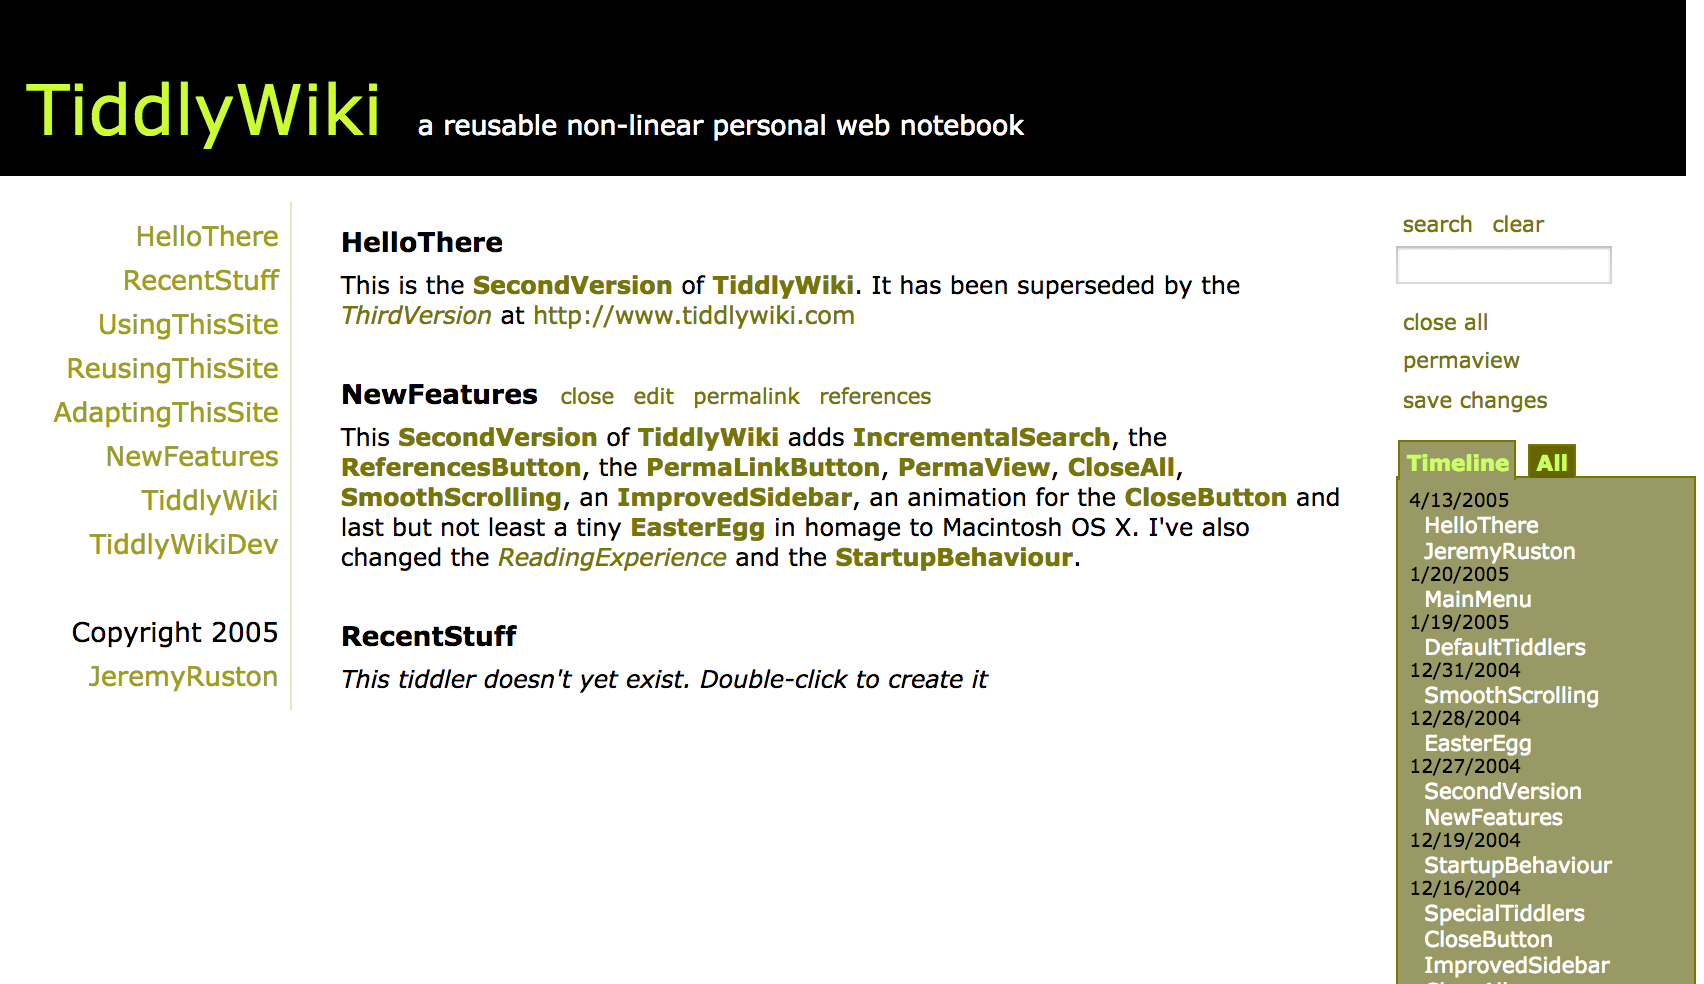 TiddlyWiki a reusable non-linear personal web notebook
HelloThere
RecentStuff
UsingThisSite
ReusingThisSite
AdaptingThisSite
NewFeatures
TiddlyWiki
TiddlyWikiDev
Copyright 2005
JeremyRuston
HelloThere
This is the SecondVersion of TiddlyWiki. It has been superseded by the
ThirdVersion at http://www.tiddlywiki.com
NewFeatures close edit permalink references
This SecondVersion of TiddlyWiki adds IncrementalSearch, the
ReferencesButton, the PermaLinkButton, PermaView, CloseAll,
SmoothScrolling, an ImprovedSidebar, an animation for the CloseButton and
last but not least a tiny EasterEgg in homage to Macintosh OS X. I've also
changed the ReadingExperience and the StartupBehaviour.
RecentStuff
This tiddler doesn't yet exist. Double-click to create it
search clear
close all
permaview
save changes
Timeline All
4/13/2005
HelloThere
JeremyRuston
1/20/2005
MainMenu
1/19/2005
DefaultTiddlers
12/31/2004
SmoothScrolling
12/28/2004
EasterEgg
12/27/2004
SecondVersion
NewFeatures
12/19/2004
StartupBehaviour
12/16/2004
SpecialTiddlers
CloseButton
ImprovedSidebar